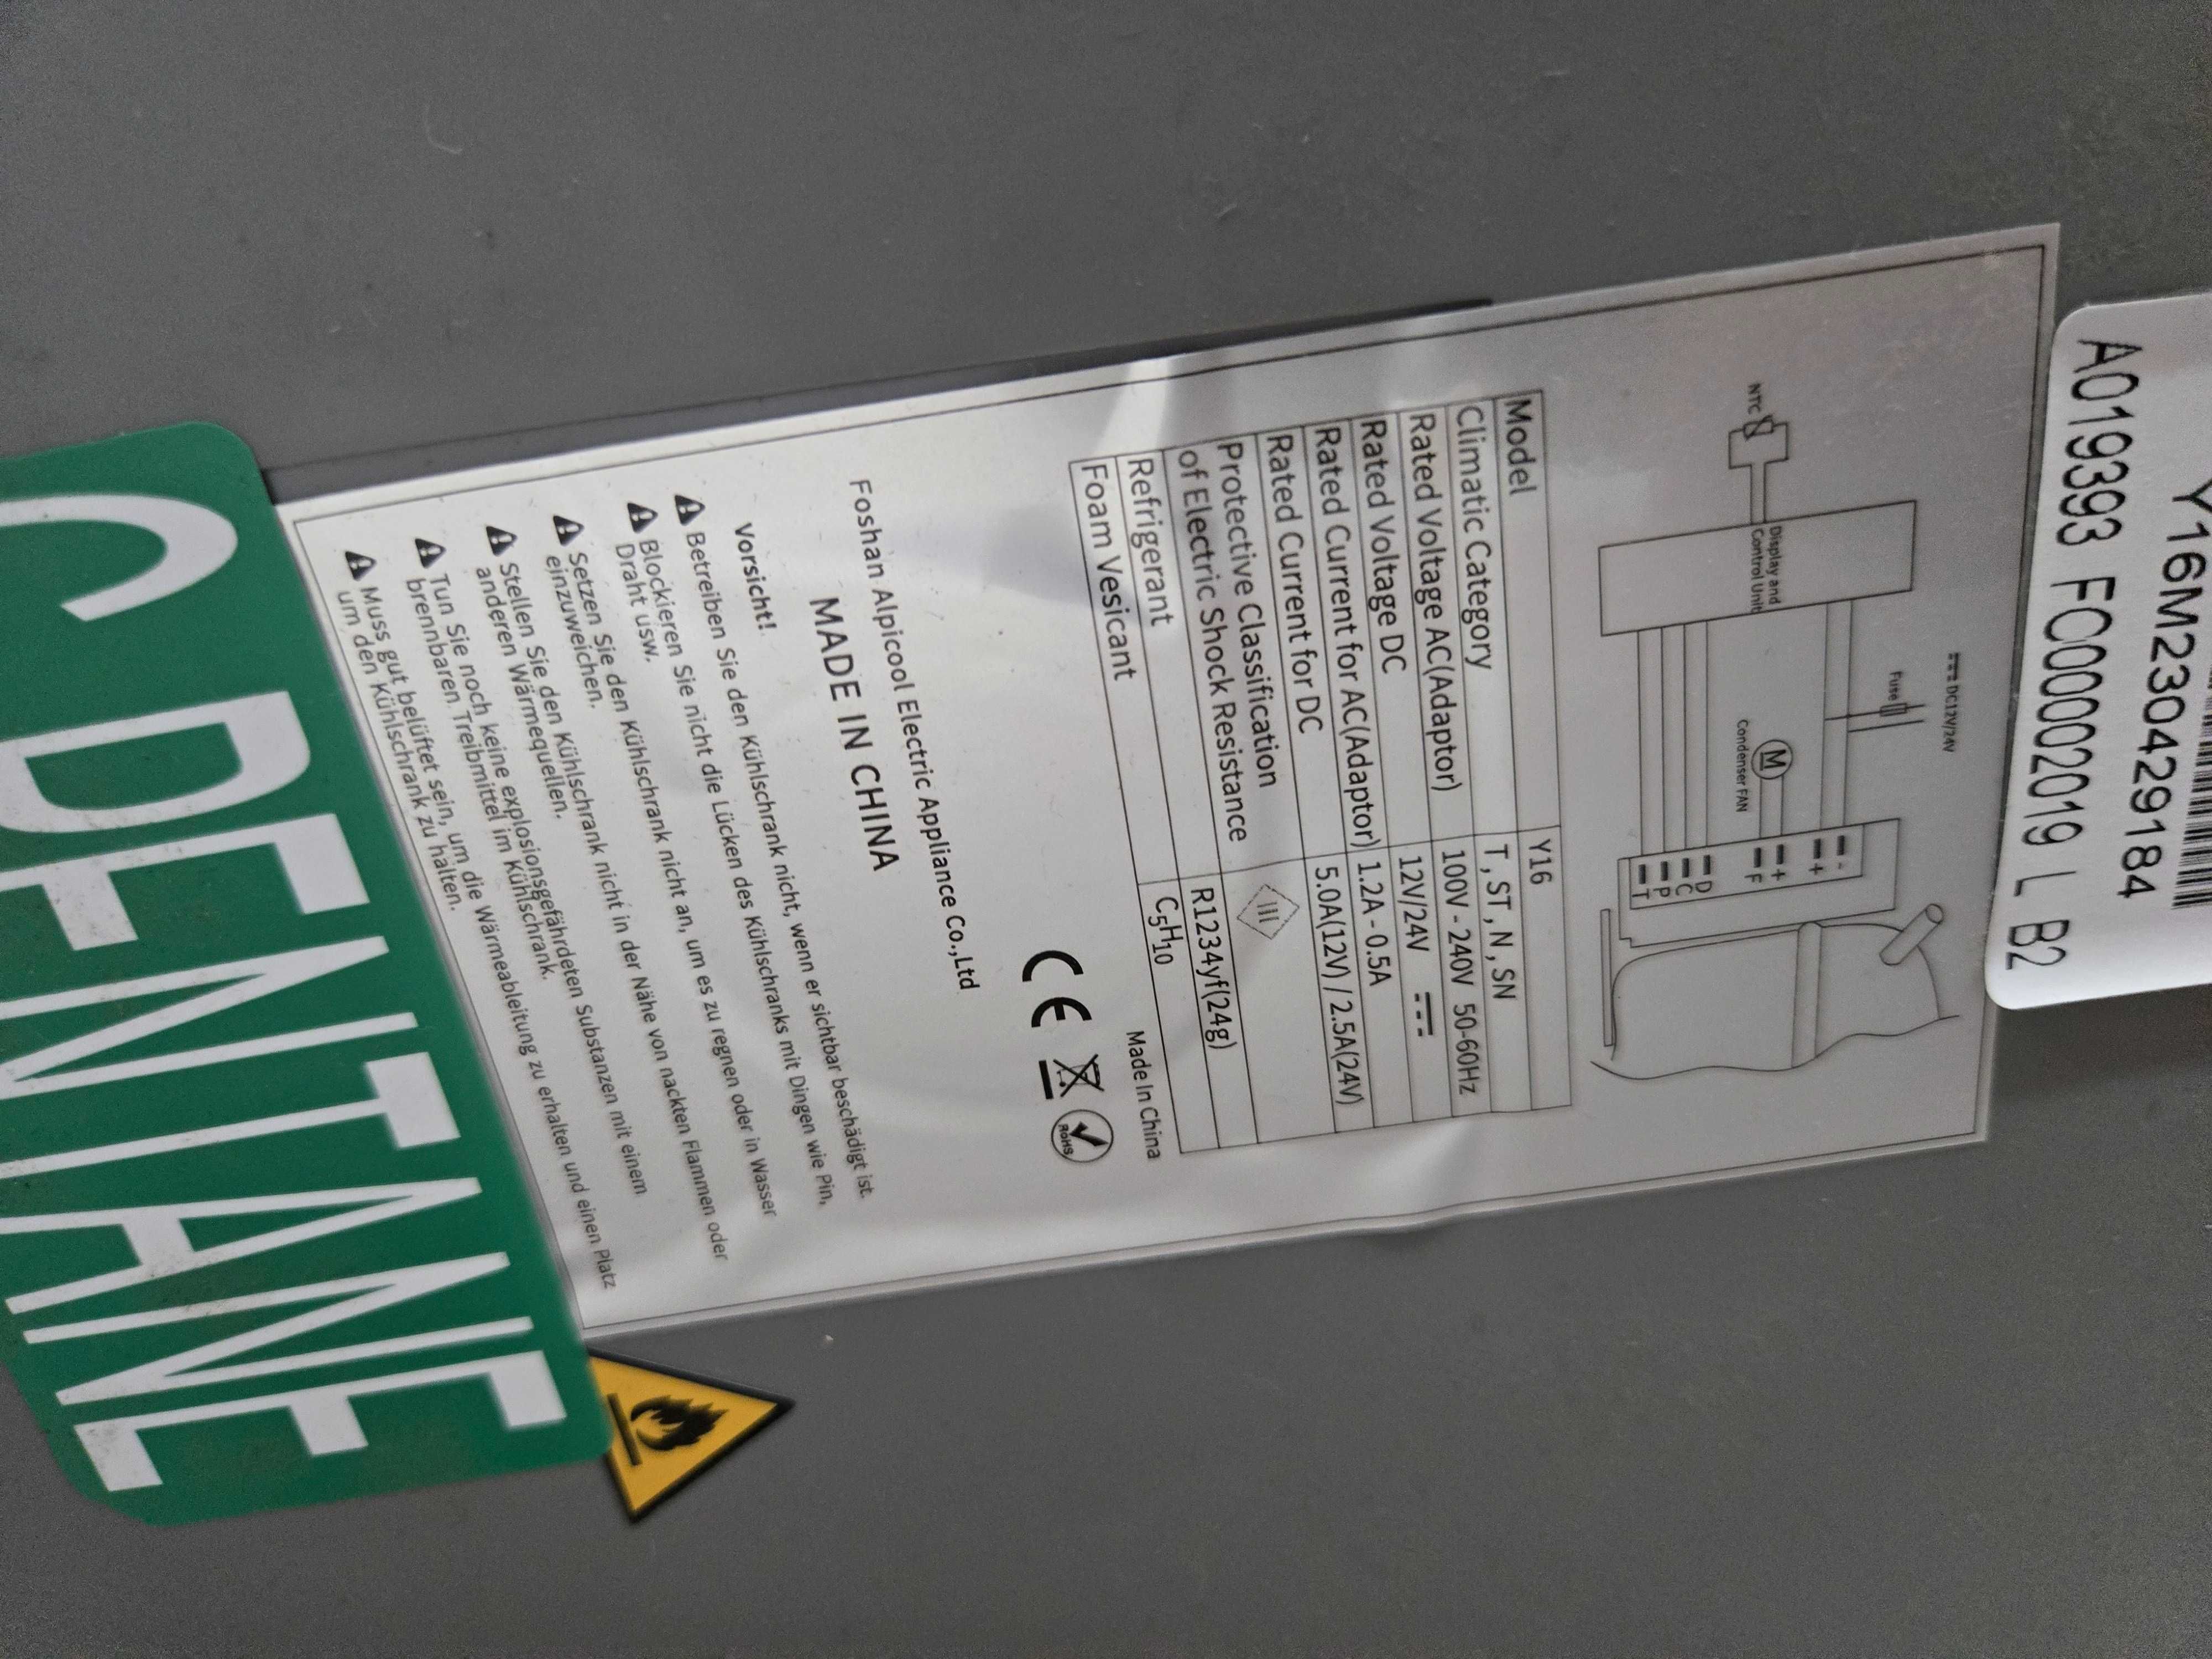 Y16M230429184
A019393 FC00002019 L B2
DC12V/24V
Fuse
NTC
Display and
Control Unit
M
Condenser FAN
-
+
+
F
D
C
P
T
Model Y16
Climatic Category T , ST , N , SN
Rated Voltage AC(Adaptor) 100V - 240V 50-60Hz
Rated Voltage DC 12V/24V
Rated Current for AC(Adaptor) 1.2A - 0.5A
Rated Current for DC 5.0A(12V) / 2.5A(24V)
Protective Classification
of Electric Shock Resistance III
Refrigerant R1234yf(24g)
Foam Vesicant C5H10
Made In China
CE
RoHS
Foshan Alpicool Electric Appliance Co.,Ltd
MADE IN CHINA
Vorsicht!
Betreiben Sie den Kühlschrank nicht, wenn er sichtbar beschädigt ist.
Blockieren Sie nicht die Lücken des Kühlschranks mit Dingen wie Pin,
Draht usw.
Setzen Sie den Kühlschrank nicht an, um es zu regnen oder in Wasser
einzuweichen.
Stellen Sie den Kühlschrank nicht in der Nähe von nackten Flammen oder
anderen Wärmequellen.
Tun Sie noch keine explosionsgefährdeten Substanzen mit einem
brennbaren Treibmittel im Kühlschrank.
Muss gut belüftet sein, um die Wärmeableitung zu erhalten und einen Platz
um den Kühlschrank zu halten.
C PENTANE